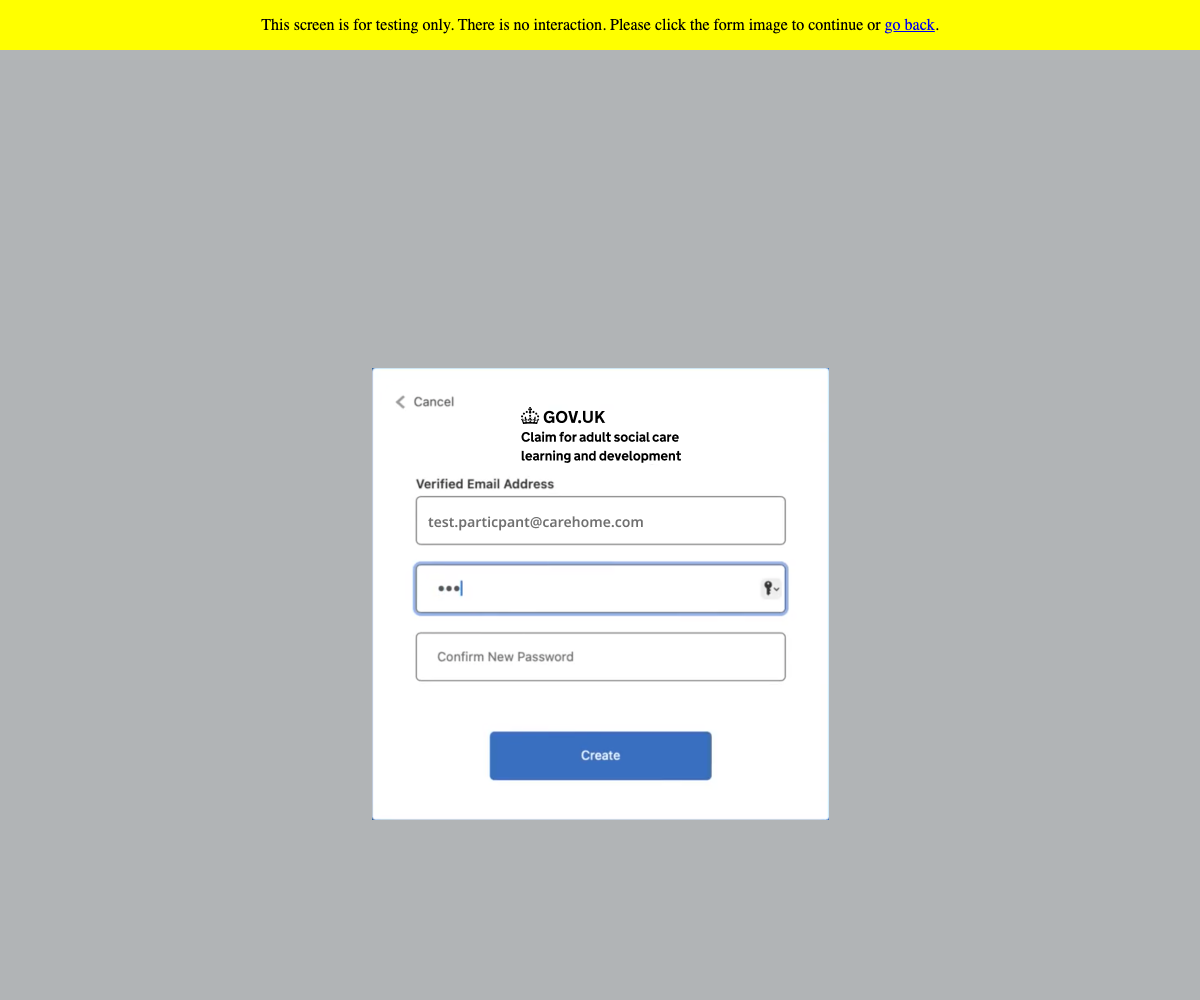 This screen is for testing only. There is no interaction. Please click the form image to continue or go back.
Cancel
GOV.UK
Claim for adult social care
learning and development
Verified Email Address
test.particpant@carehome.com
•••
Confirm New Password
Create